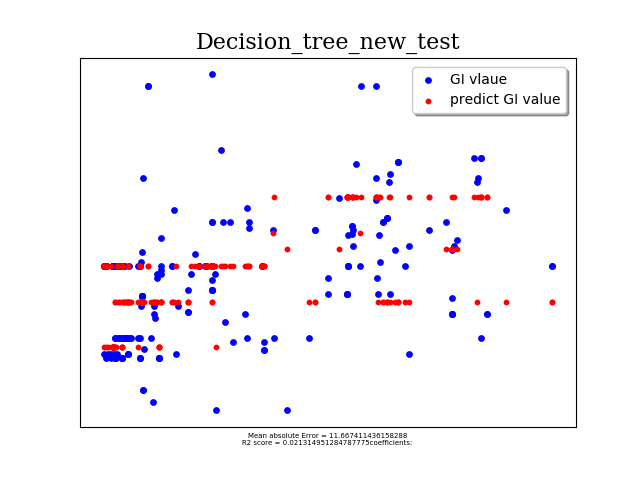 Decision_tree_new_test
GI vlaue
predict GI value
Mean absolute Error = 11.667411436158288
R2 score = 0.021314951284787775coefficients: